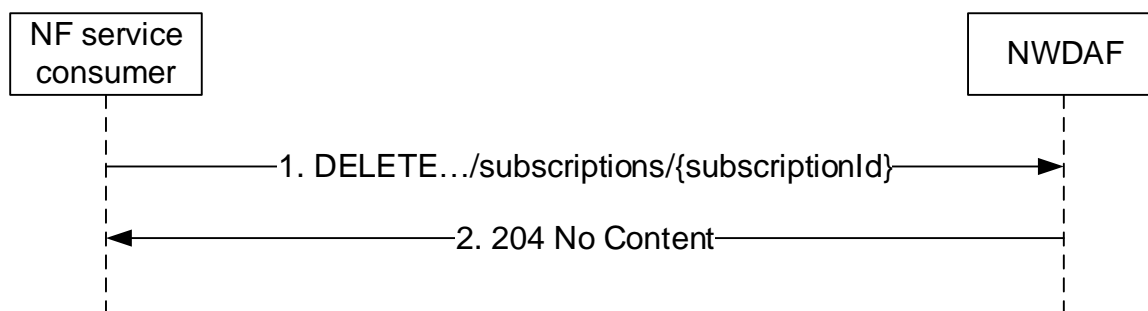 NF service
consumer
NWDAF
1. DELETE…/subscriptions/{subscriptionId}
2. 204 No Content